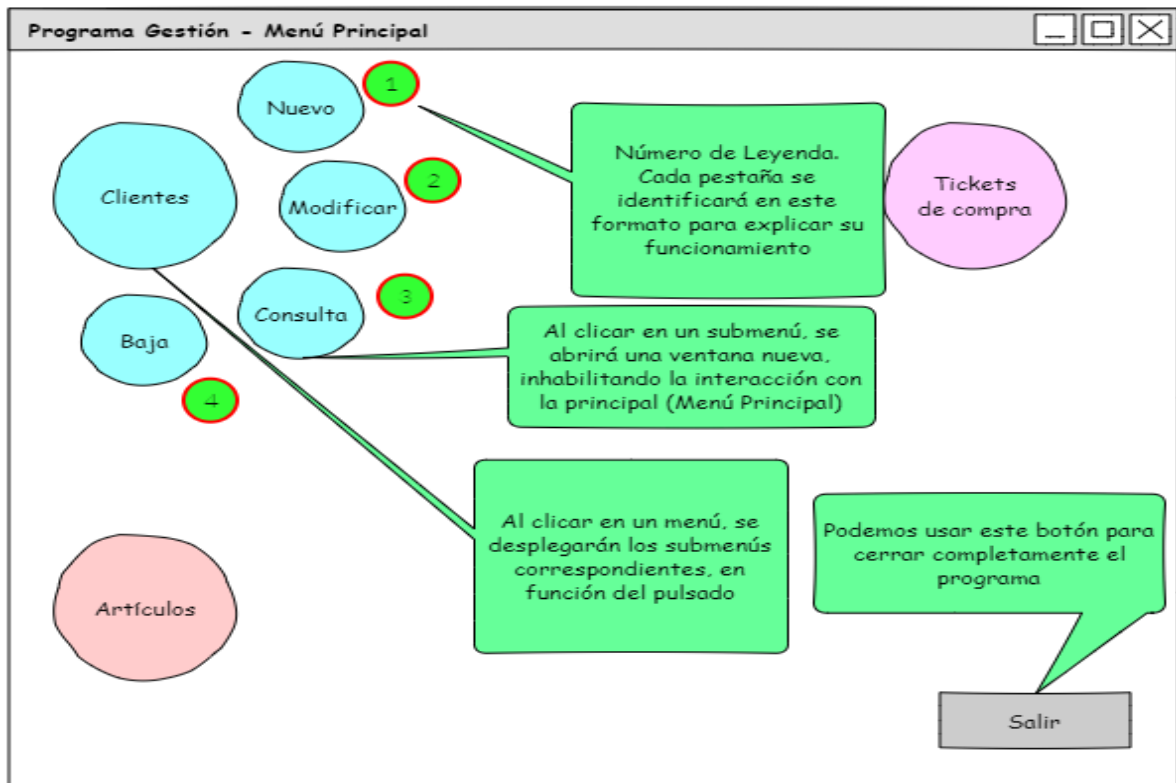 Programa Gestión - Menú Principal
Nuevo
1
Clientes
Modificar
2
Número de Leyenda.
Cada pestaña se
identificará en este
formato para explicar su
funcionamiento
Tickets
de compra
Consulta
3
Baja
4
Al clicar en un submenú, se
abrirá una ventana nueva,
inhabilitando la interacción con
la principal (Menú Principal)
Al clicar en un menú, se
desplegarán los submenús
correspondientes, en
función del pulsado
Podemos usar este botón para
cerrar completamente el
programa
Artículos
Salir